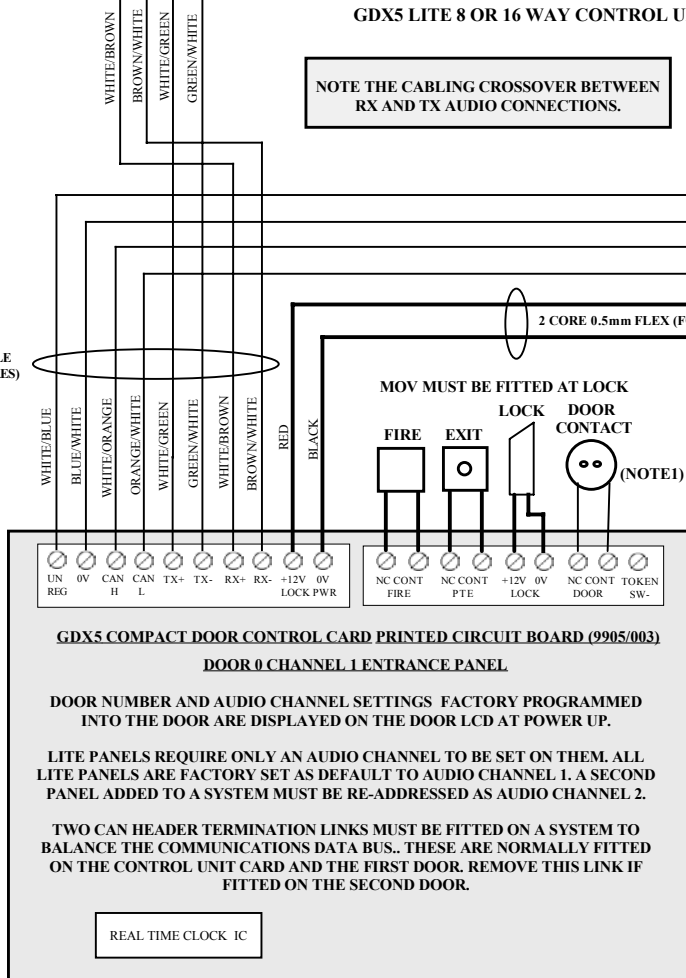 GDX5 LITE 8 OR 16 WAY CONTROL U
WHITE/BROWN
BROWN/WHITE
WHITE/GREEN
GREEN/WHITE
NOTE THE CABLING CROSSOVER BETWEEN
RX AND TX AUDIO CONNECTIONS.
2 CORE 0.5mm FLEX (F
LE
ES)
WHITE/BLUE
BLUE/WHITE
WHITE/ORANGE
ORANGE/WHITE
WHITE/GREEN
GREEN/WHITE
WHITE/BROWN
BROWN/WHITE
RED
BLACK
MOV MUST BE FITTED AT LOCK
FIRE
EXIT
LOCK
DOOR
CONTACT
(NOTE1)
UN 0V CAN CAN TX+ TX- RX+ RX- +12V 0V
REG H L LOCK PWR
NC CONT NC CONT +12V 0V NC CONT TOKEN
FIRE PTE LOCK DOOR SW-
GDX5 COMPACT DOOR CONTROL CARD PRINTED CIRCUIT BOARD (9905/003)
DOOR 0 CHANNEL 1 ENTRANCE PANEL
DOOR NUMBER AND AUDIO CHANNEL SETTINGS FACTORY PROGRAMMED
INTO THE DOOR ARE DISPLAYED ON THE DOOR LCD AT POWER UP.
LITE PANELS REQUIRE ONLY AN AUDIO CHANNEL TO BE SET ON THEM. ALL
LITE PANELS ARE FACTORY SET AS DEFAULT TO AUDIO CHANNEL 1. A SECOND
PANEL ADDED TO A SYSTEM MUST BE RE-ADDRESSED AS AUDIO CHANNEL 2.
TWO CAN HEADER TERMINATION LINKS MUST BE FITTED ON A SYSTEM TO
BALANCE THE COMMUNICATIONS DATA BUS.. THESE ARE NORMALLY FITTED
ON THE CONTROL UNIT CARD AND THE FIRST DOOR. REMOVE THIS LINK IF
FITTED ON THE SECOND DOOR.
REAL TIME CLOCK IC